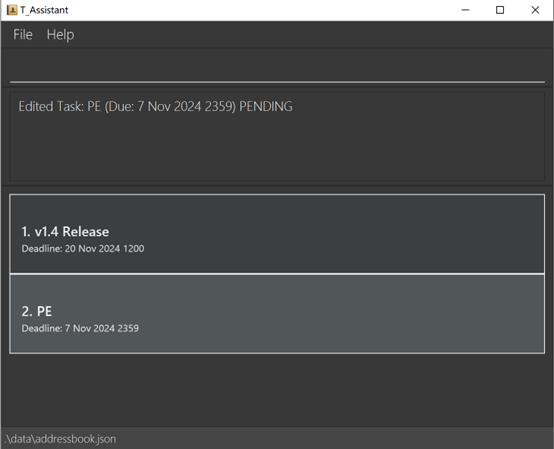 T_Assistant
File Help
Edited Task: PE (Due: 7 Nov 2024 2359) PENDING
1. v1.4 Release
Deadline: 20 Nov 2024 1200
2. PE
Deadline: 7 Nov 2024 2359
.\data\addressbook.json